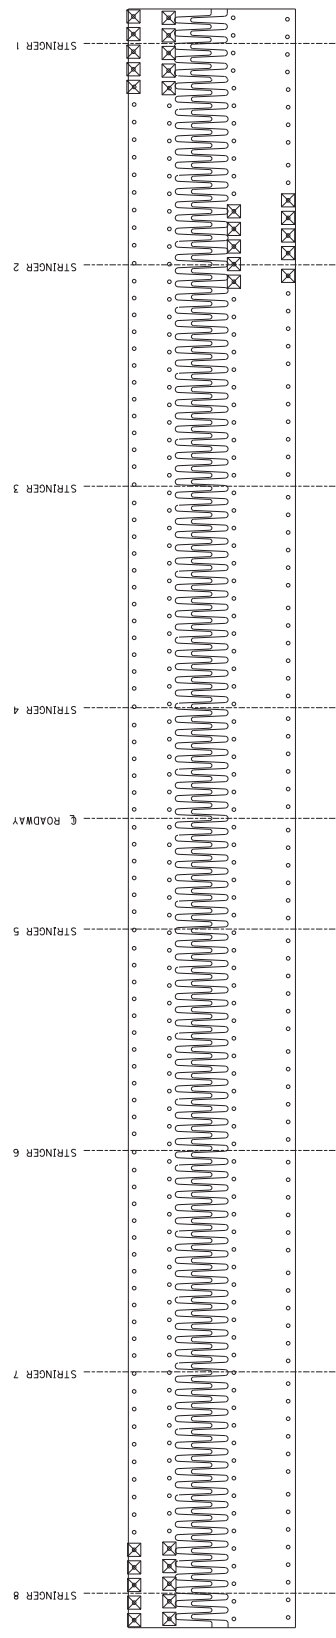 STRINGER 1
STRINGER 2
STRINGER 3
STRINGER 4
℄ ROADWAY
STRINGER 5
STRINGER 6
STRINGER 7
STRINGER 8